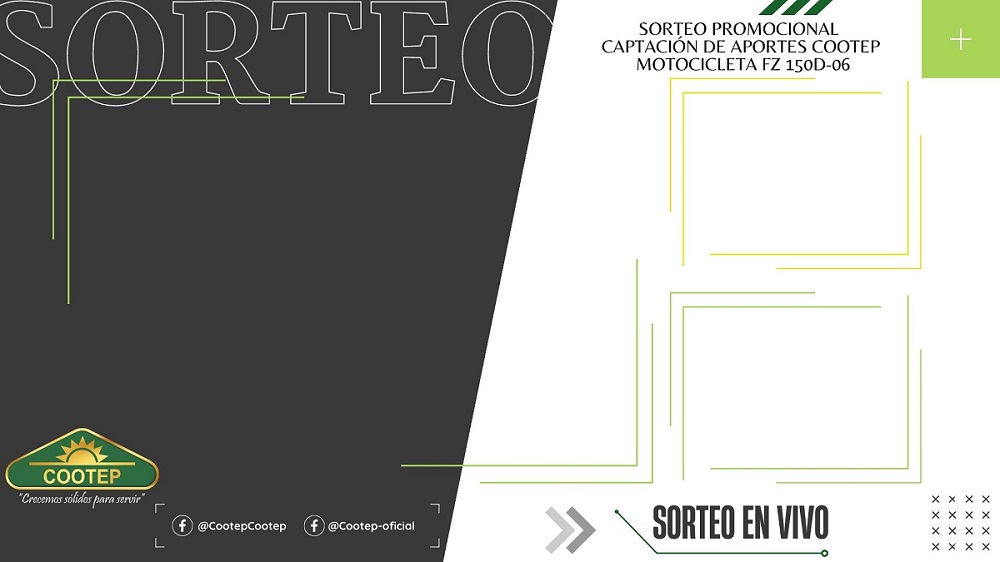 SORTEO
SORTEO PROMOCIONAL
CAPTACIÓN DE APORTES COOTEP
MOTOCICLETA FZ 150D-06
COOTEP
"Crecemos sólidos para servir"
@CootepCootep @Cootep-oficial
SORTEO EN VIVO